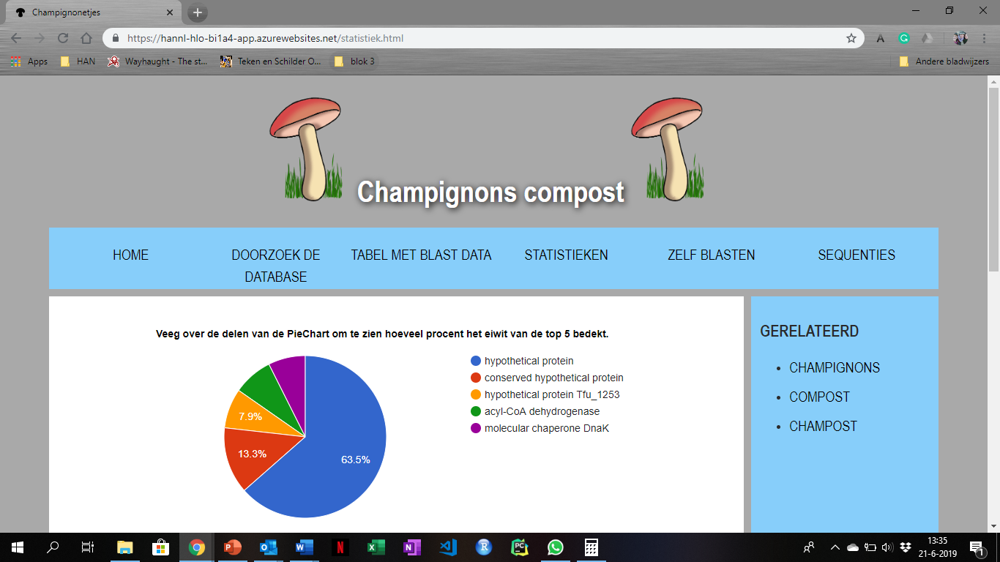 Champignonetjes
https://hannl-hlo-bi1a4-app.azurewebsites.net/statistiek.html
Apps HAN Wayhaught - The st... Teken en Schilder O... blok 3 Andere bladwijzers
Champignons compost
HOME DOORZOEK DE TABEL MET BLAST DATA STATISTIEKEN ZELF BLASTEN SEQUENTIES
DATABASE
Veeg over de delen van de PieChart om te zien hoeveel procent het eiwit van de top 5 bedekt.
7.9%
13.3%
63.5%
hypothetical protein
conserved hypothetical protein
hypothetical protein Tfu_1253
acyl-CoA dehydrogenase
molecular chaperone DnaK
GERELATEERD
CHAMPIGNONS
COMPOST
CHAMPOST
13:35
21-6-2019
1